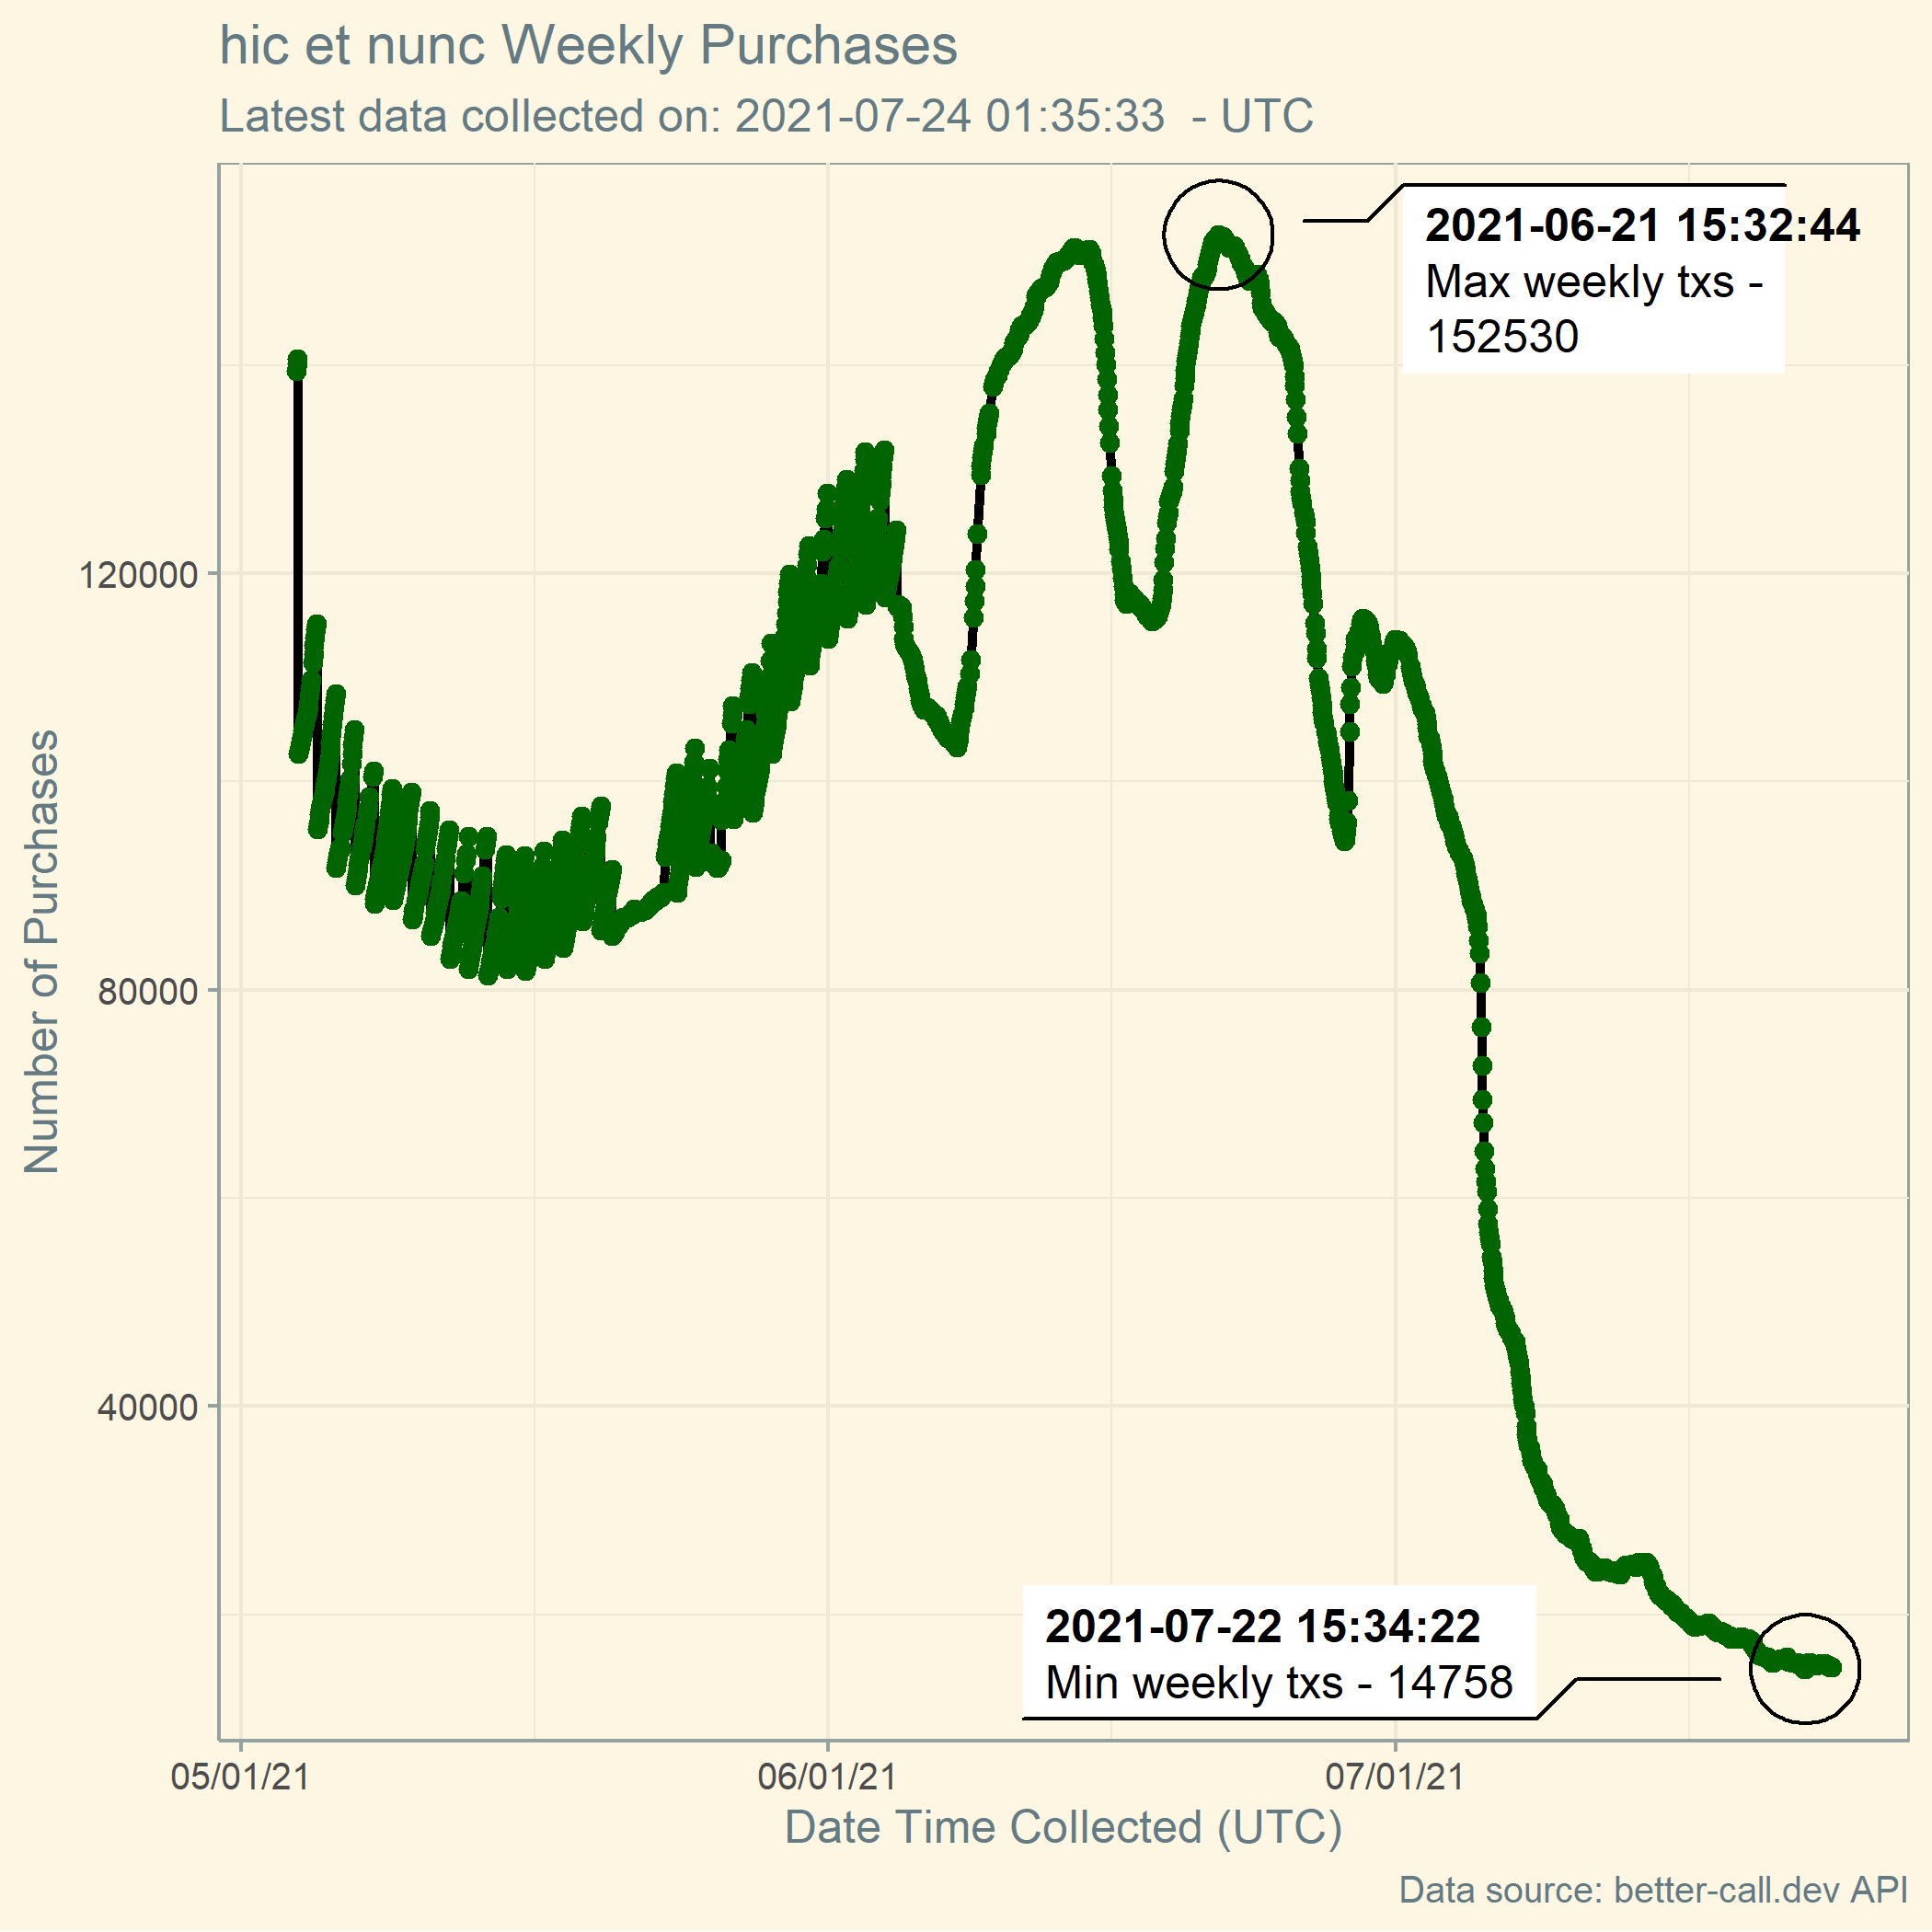 hic et nunc Weekly Purchases
Latest data collected on: 2021-07-24 01:35:33  - UTC
2021-06-21 15:32:44
Max weekly txs -
152530
120000
80000
40000
Number of Purchases
2021-07-22 15:34:22
Min weekly txs - 14758
05/01/21 06/01/21 07/01/21
Date Time Collected (UTC)
Data source: better-call.dev API